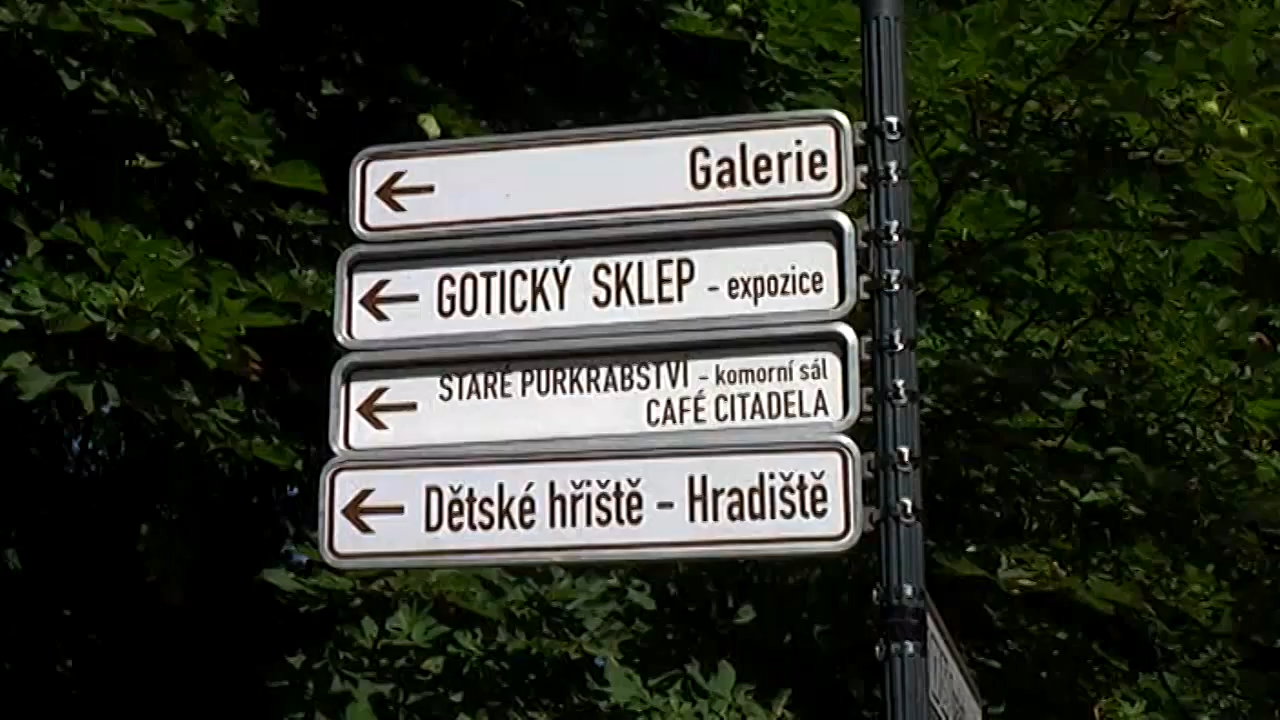 Galerie
GOTICKÝ SKLEP - expozice
STARÉ PURKRABSTVÍ - komorní sál
CAFÉ CITADELA
Dětské hřiště - Hradiště